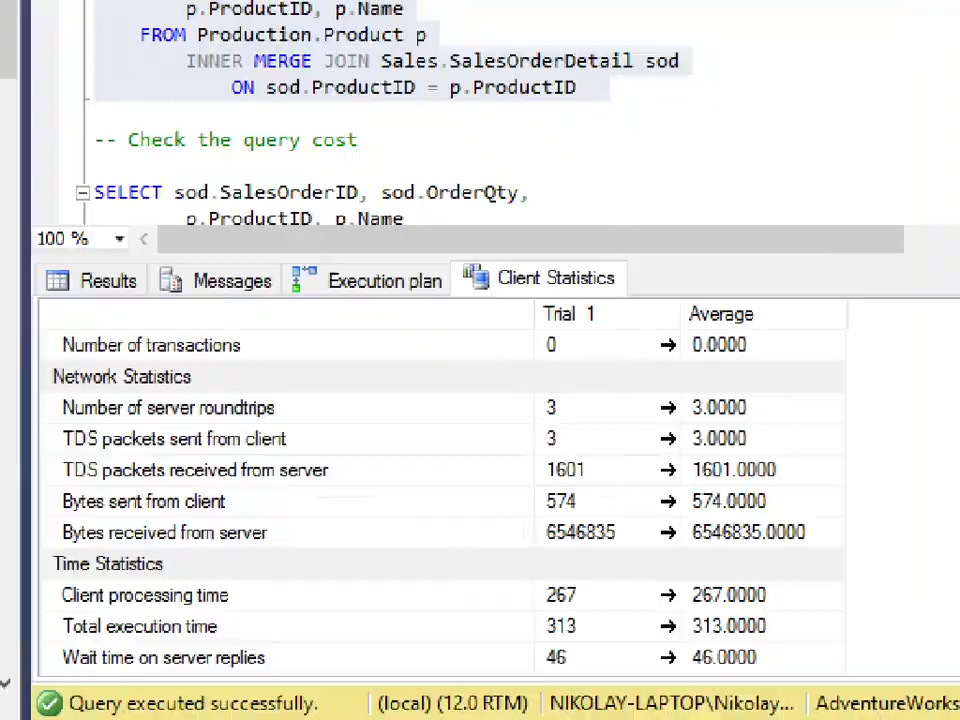 p.ProductID, p.Name
FROM Production.Product p
INNER MERGE JOIN Sales.SalesOrderDetail sod
ON sod.ProductID = p.ProductID
-- Check the query cost
SELECT sod.SalesOrderID, sod.OrderQty,
p.ProductID, p.Name
100 %
Results Messages Execution plan Client Statistics
Trial 1 Average
Number of transactions 0 → 0.0000
Network Statistics
Number of server roundtrips 3 → 3.0000
TDS packets sent from client 3 → 3.0000
TDS packets received from server 1601 → 1601.0000
Bytes sent from client 574 → 574.0000
Bytes received from server 6546835 → 6546835.0000
Time Statistics
Client processing time 267 → 267.0000
Total execution time 313 → 313.0000
Wait time on server replies 46 → 46.0000
Query executed successfully. (local) (12.0 RTM) NIKOLAY-LAPTOP\Nikolay... AdventureWorks